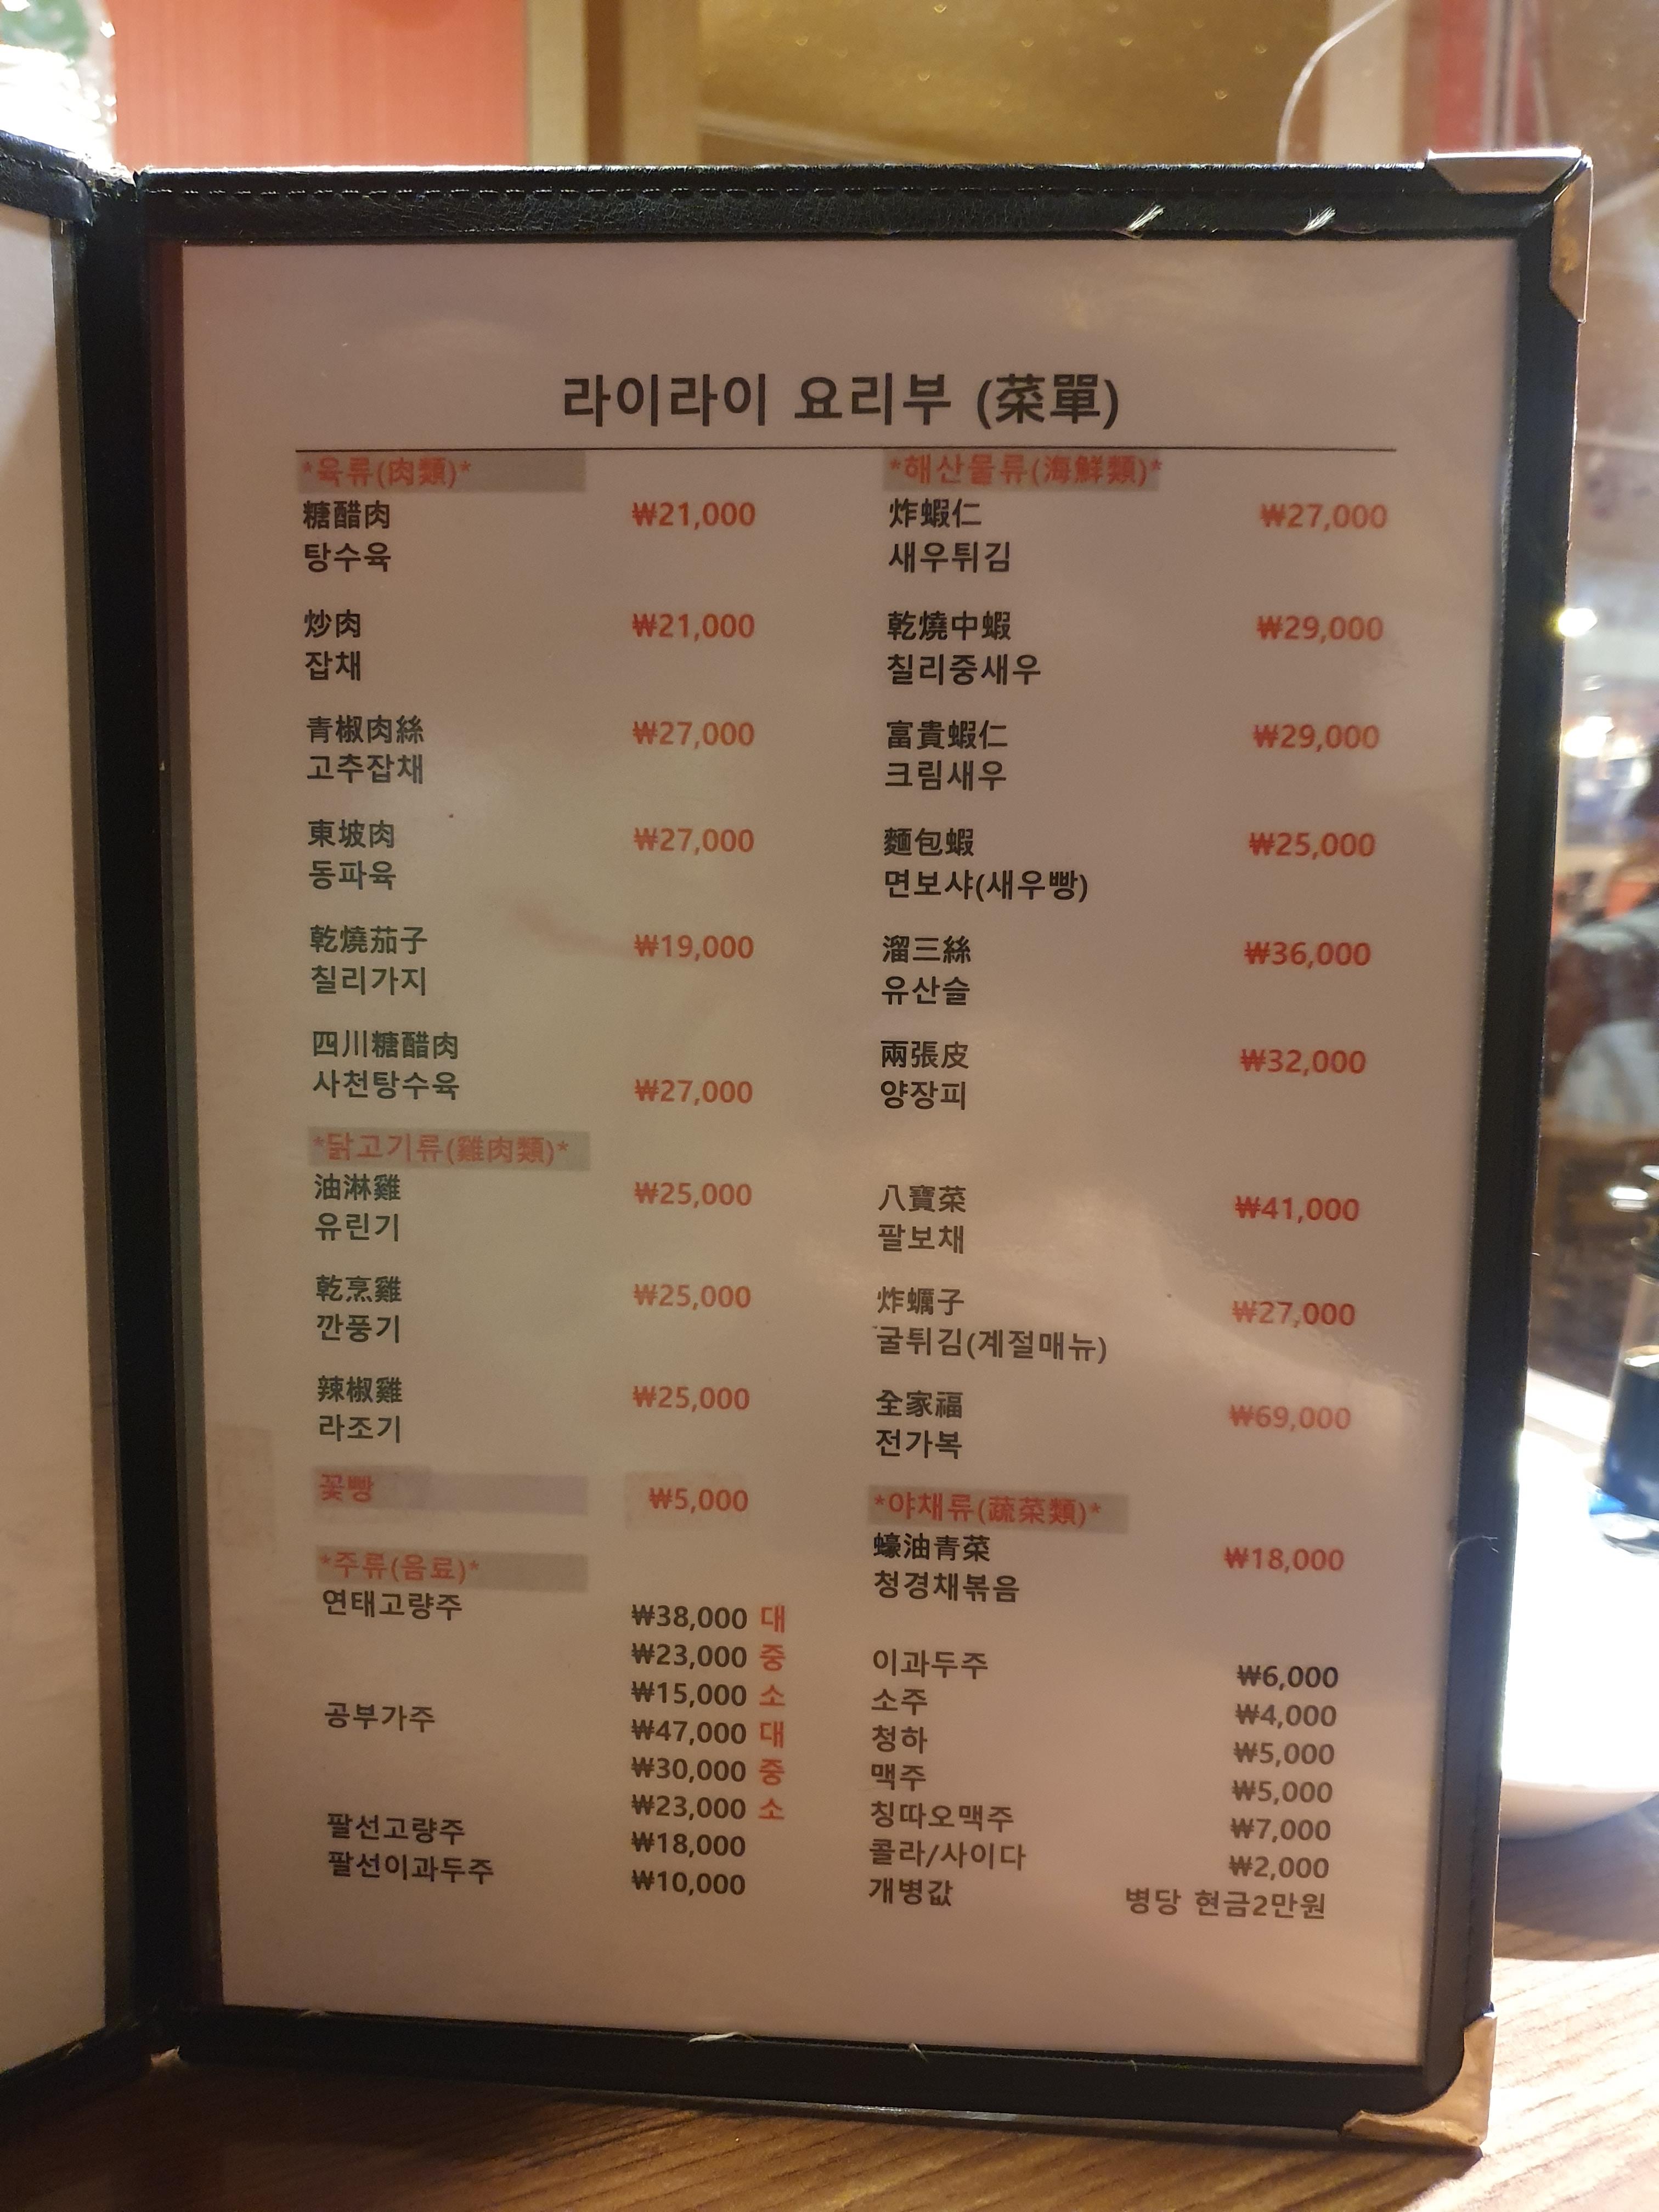 라이라이 요리부 (菜單)
*육류(肉類)*
糖醋肉 ₩21,000
탕수육
炒肉 ₩21,000
잡채
青椒肉絲 ₩27,000
고추잡채
東坡肉 ₩27,000
동파육
乾燒茄子 ₩19,000
칠리가지
四川糖醋肉
사천탕수육 ₩27,000
*닭고기류(雞肉類)*
油淋雞 ₩25,000
유린기
乾烹雞 ₩25,000
깐풍기
辣椒雞 ₩25,000
라조기
꽃빵 ₩5,000
*주류(음료)*
연태고량주 ₩38,000 대
₩23,000 중
₩15,000 소
공부가주 ₩47,000 대
₩30,000 중
₩23,000 소
팔선고량주 ₩18,000
팔선이과두주 ₩10,000
*해산물류(海鮮類)*
炸蝦仁 ₩27,000
새우튀김
乾燒中蝦 ₩29,000
칠리중새우
富貴蝦仁 ₩29,000
크림새우
麵包蝦 ₩25,000
면보샤(새우빵)
溜三絲 ₩36,000
유산슬
兩張皮 ₩32,000
양장피
八寶菜 ₩41,000
팔보채
炸蠣子 ₩27,000
굴튀김(계절매뉴)
全家福 ₩69,000
전가복
*야채류(蔬菜類)*
蠔油青菜 ₩18,000
청경채볶음
이과두주 ₩6,000
소주 ₩4,000
청하 ₩5,000
맥주 ₩5,000
칭따오맥주 ₩7,000
콜라/사이다 ₩2,000
개병값 병당 현금2만원